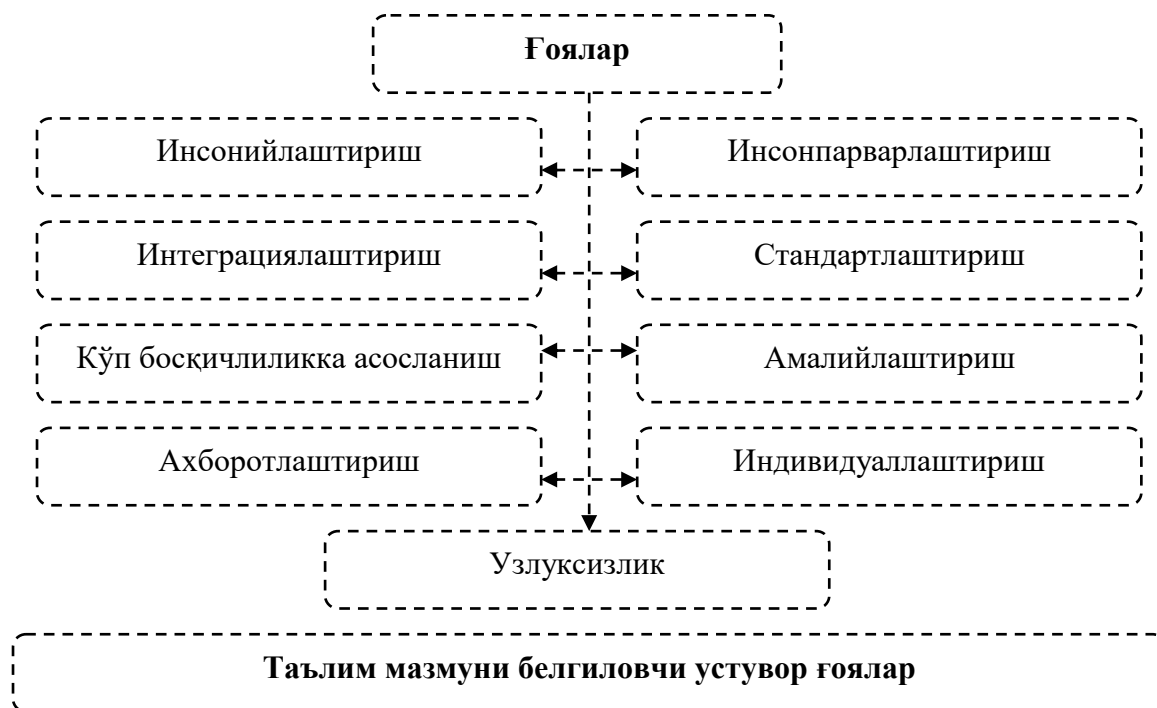 Ғоялар
Инсонийлаштириш
Инсонпарварлаштириш
Интеграциялаштириш
Стандартлаштириш
Кўп босқичлиликка асосланиш
Амалийлаштириш
Ахборотлаштириш
Индивидуаллаштириш
Узлуксизлик
Таълим мазмуни белгиловчи устувор ғоялар